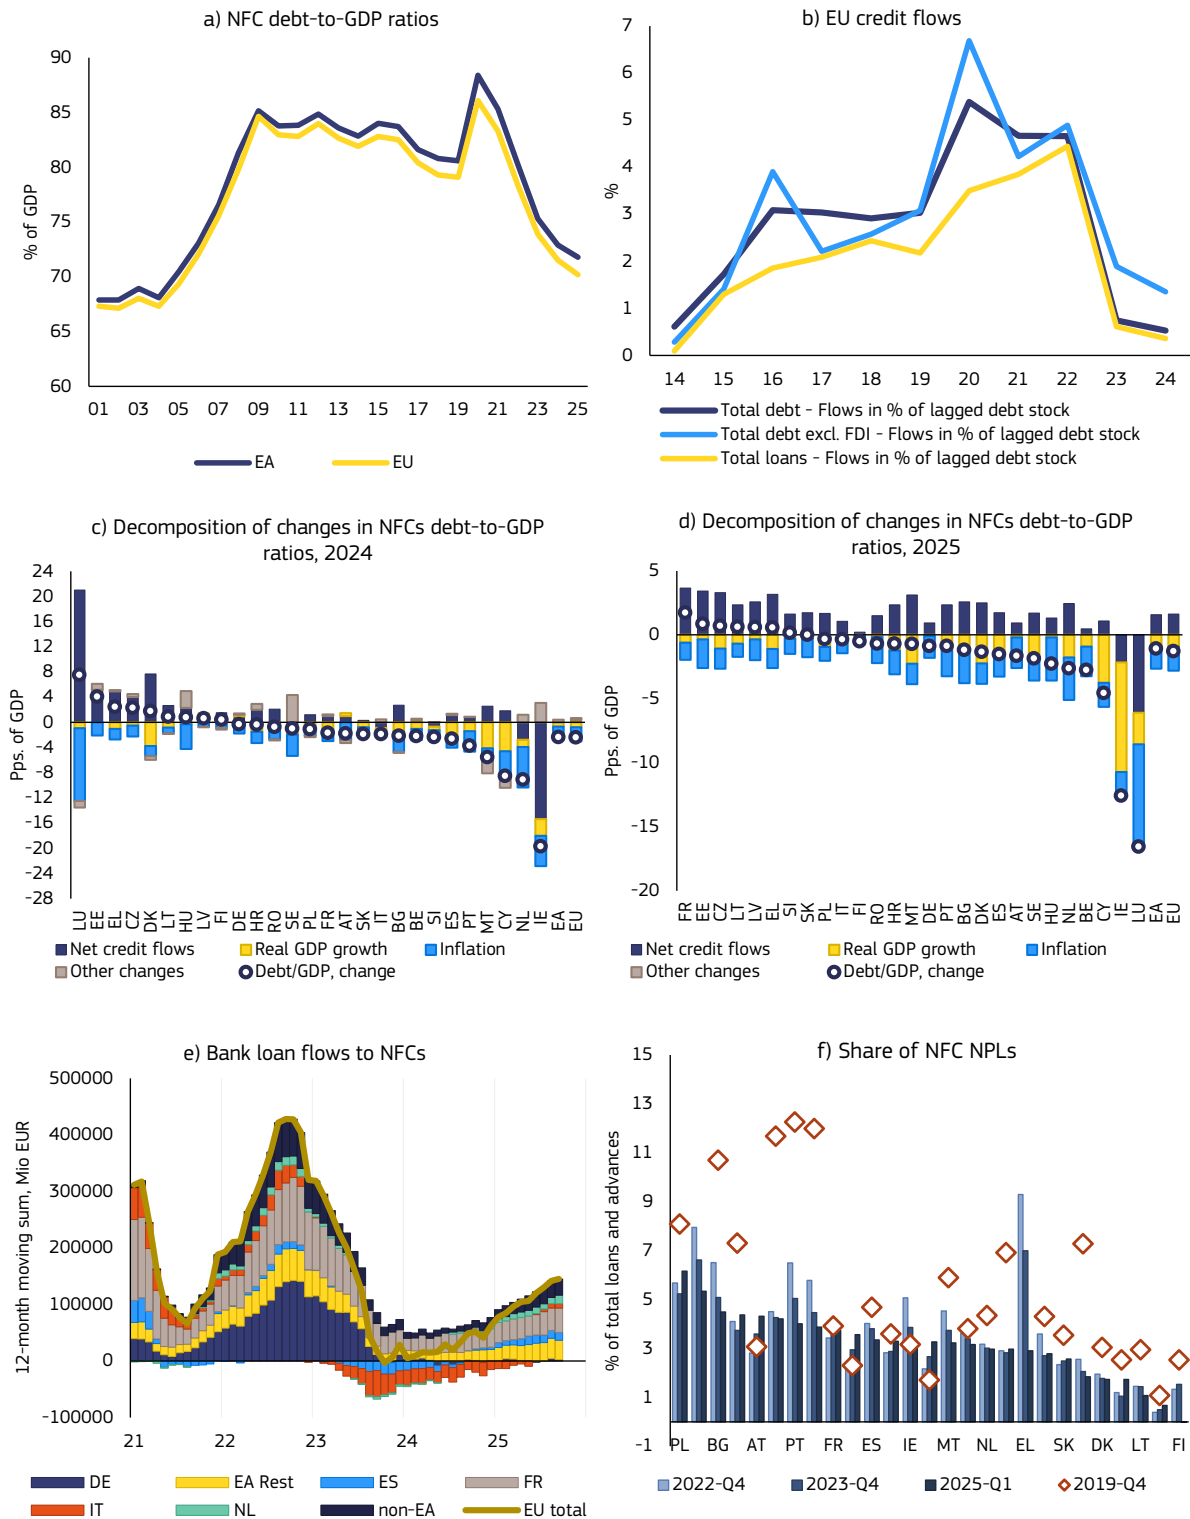 a) NFC debt-to-GDP ratios
% of GDP
90
85
80
75
70
65
60
01 03 05 07 09 11 13 15 17 19 21 23 25
EA EU
b) EU credit flows
%
7
6
5
4
3
2
1
0
14 15 16 17 18 19 20 21 22 23 24
Total debt - Flows in % of lagged debt stock
Total debt excl. FDI - Flows in % of lagged debt stock
Total loans - Flows in % of lagged debt stock
c) Decomposition of changes in NFCs debt-to-GDP
ratios, 2024
Pps. of GDP
24
20
16
12
8
4
0
-4
-8
-12
-16
-20
-24
-28
LU EE EL CZ DK LT HU LV FI DE HR RO SE PL FR AT SK IT BG BE SI ES PT MT CY NL IE EA EU
Net credit flows Real GDP growth Inflation
Other changes Debt/GDP, change
d) Decomposition of changes in NFCs debt-to-GDP
ratios, 2025
Pps. of GDP
5
0
-5
-10
-15
-20
FR EE CZ LT LV EL SI SK PL IT FI RO HR MT DE PT BG DK ES AT SE HU NL BE CY IE LU EA EU
Net credit flows Real GDP growth Inflation
Other changes Debt/GDP, change
e) Bank loan flows to NFCs
12-month moving sum, Mio EUR
500000
400000
300000
200000
100000
0
-100000
21 22 23 24 25
DE EA Rest ES FR
IT NL non-EA EU total
f) Share of NFC NPLs
% of total loans and advances
15
13
11
9
7
5
3
1
-1
PL BG AT PT FR ES IE MT NL EL SK DK LT FI
2022-Q4 2023-Q4 2025-Q1 2019-Q4